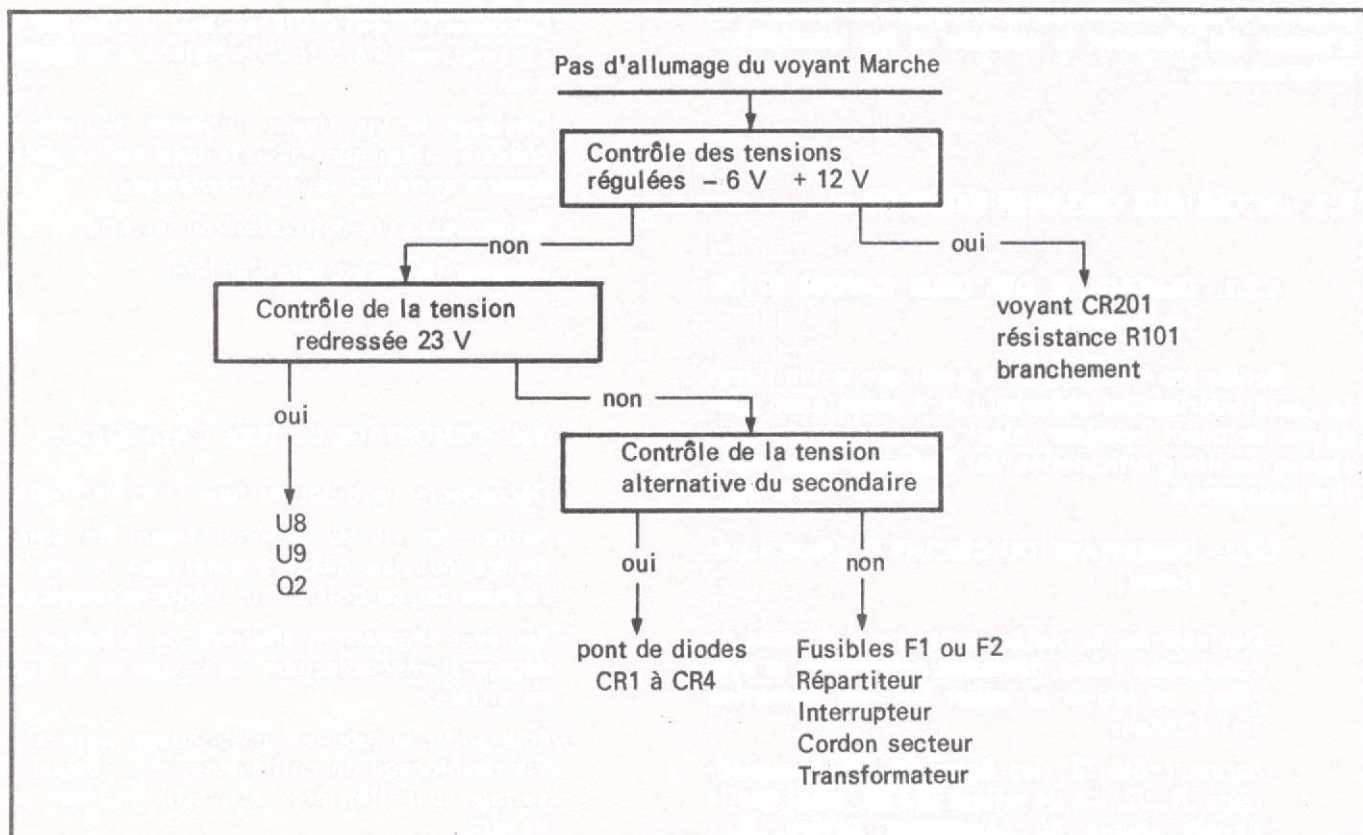 Pas d'allumage du voyant Marche
Contrôle des tensions
régulées – 6 V + 12 V
non
oui
Contrôle de la tension
redressée 23 V
voyant CR201
résistance R101
branchement
oui
non
Contrôle de la tension
alternative du secondaire
U8
U9
Q2
oui
non
pont de diodes
CR1 à CR4
Fusibles F1 ou F2
Répartiteur
Interrupteur
Cordon secteur
Transformateur